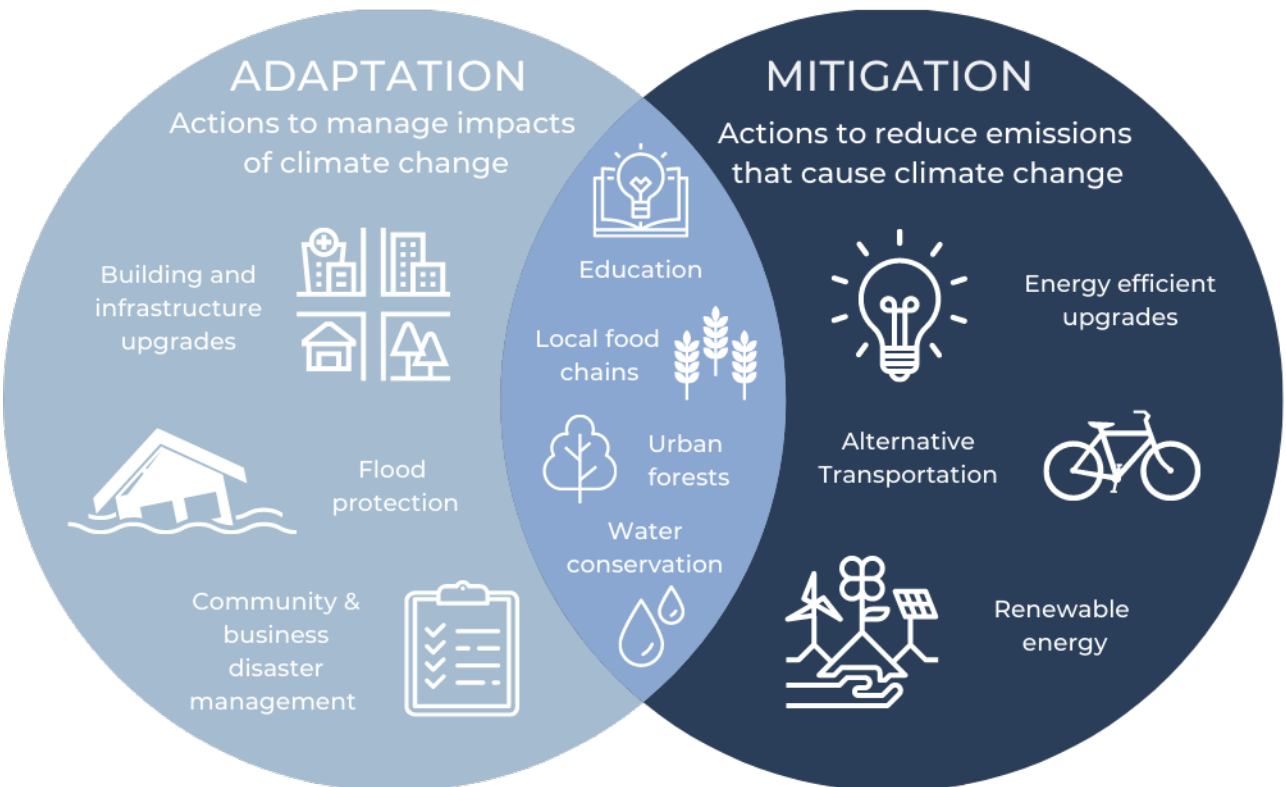 ADAPTATION
Actions to manage impacts
of climate change
Building and
infrastructure
upgrades
Flood
protection
Community &
business
disaster
management
Education
Local food
chains
Urban
forests
Water
conservation
MITIGATION
Actions to reduce emissions
that cause climate change
Energy efficient
upgrades
Alternative
Transportation
Renewable
energy